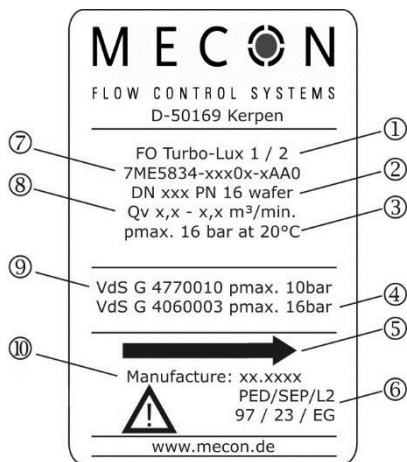 MECON
FLOW CONTROL SYSTEMS
D-50169 Kerpen
① FO Turbo-Lux 1 / 2
⑦ 7ME5834-xxx0x-xAA0
② DN xxx PN 16 wafer
⑧ Qv x,x - x,x m³/min.
③ pmax. 16 bar at 20°C
⑨ VdS G 4770010 pmax. 10bar
VdS G 4060003 pmax. 16bar ④
⑤
⑩ Manufacture: xx.xxxx
PED/SEP/L2 ⑥
97 / 23 / EG
www.mecon.de